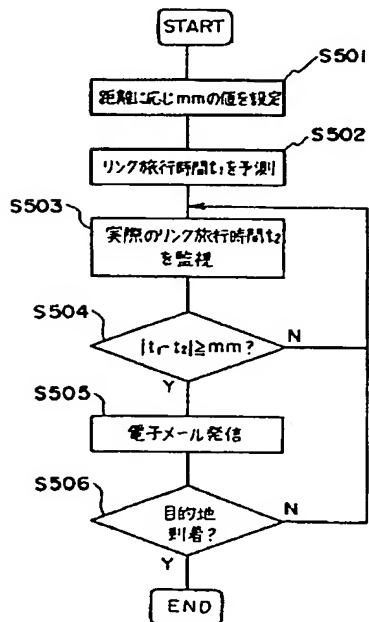 START
S501
距離に応じmmの値を設定
S502
リンク旅行時間t₁を予測
S503
実際のリンク旅行時間t₂
を監視
S504
|t₁-t₂|≧mm?
N
Y
S505
電子メール発信
S506
目的地
到着?
N
Y
END